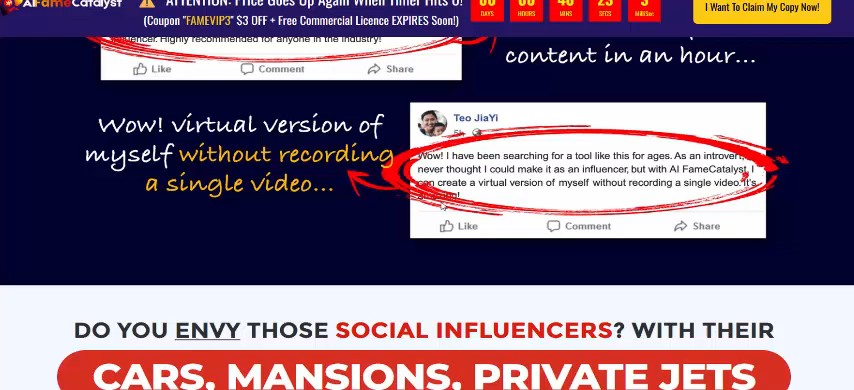 AiFameCatalyst
ATTENTION: Price Goes Up Again When Timer Hits 0!
(Coupon "FAMEVIP3" $3 OFF + Free Commercial Licence EXPIRES Soon!)
DAYS HOURS MINS SECS MilliSec
I Want To Claim My Copy Now!
influencer. Highly recommended for anyone in the industry!
Like Comment Share
content in an hour...
Wow! virtual version of
myself without recording
a single video...
Teo JiaYi
Wow! I have been searching for a tool like this for ages. As an introvert, I
never thought I could make it as an influencer, but with AI FameCatalyst, I
can create a virtual version of myself without recording a single video. It's
Like Comment Share
DO YOU ENVY THOSE SOCIAL INFLUENCERS? WITH THEIR
CARS, MANSIONS, PRIVATE JETS